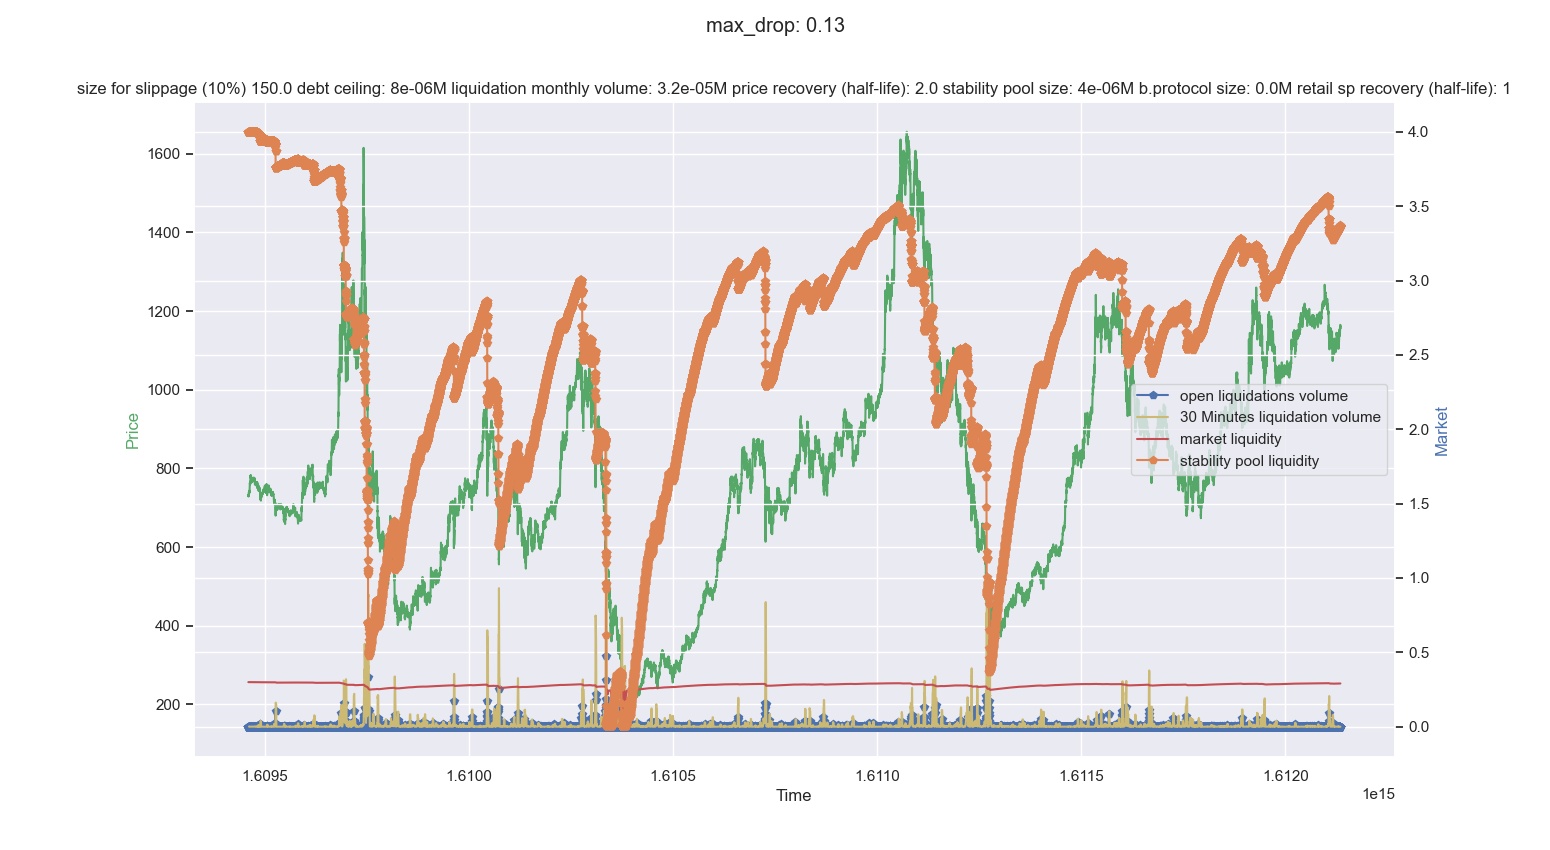 max_drop: 0.13
size for slippage (10%) 150.0 debt ceiling: 8e-06M liquidation monthly volume: 3.2e-05M price recovery (half-life): 2.0 stability pool size: 4e-06M b.protocol size: 0.0M retail sp recovery (half-life): 1
1600
1400
1200
1000
800
600
400
200
Price
4.0
3.5
3.0
2.5
2.0
1.5
1.0
0.5
0.0
Market
open liquidations volume
30 Minutes liquidation volume
market liquidity
stability pool liquidity
1.6095
1.6100
1.6105
1.6110
1.6115
1.6120
Time
1e15